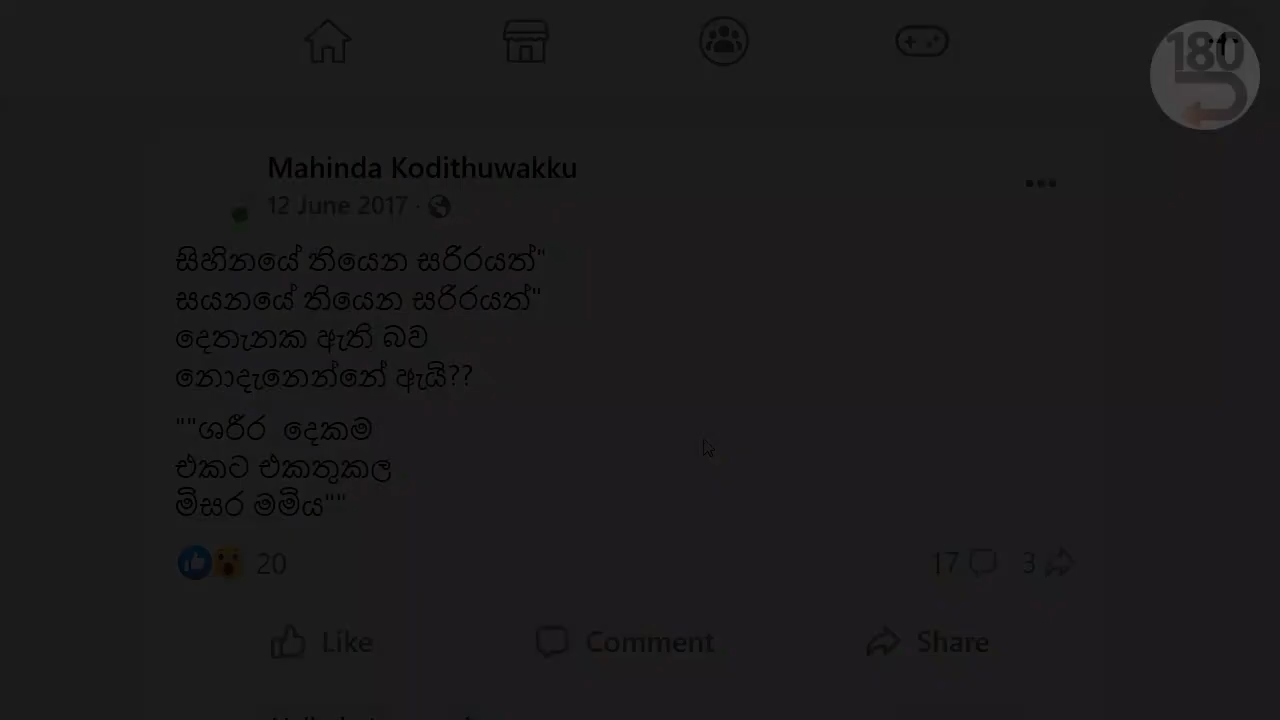 180
Mahinda Kodithuwakku
12 June 2017 ·
සිහිනයේ තියෙන සරීරයත්"
සයනයේ තියෙන සරීරයත්"
දෙතැනක ඇති බව
නොදැනෙන්නේ ඇයි??
""ශරීර දෙකම
එකට එකතුකල
මිසර මමිය""
20
17
3
Like
Comment
Share